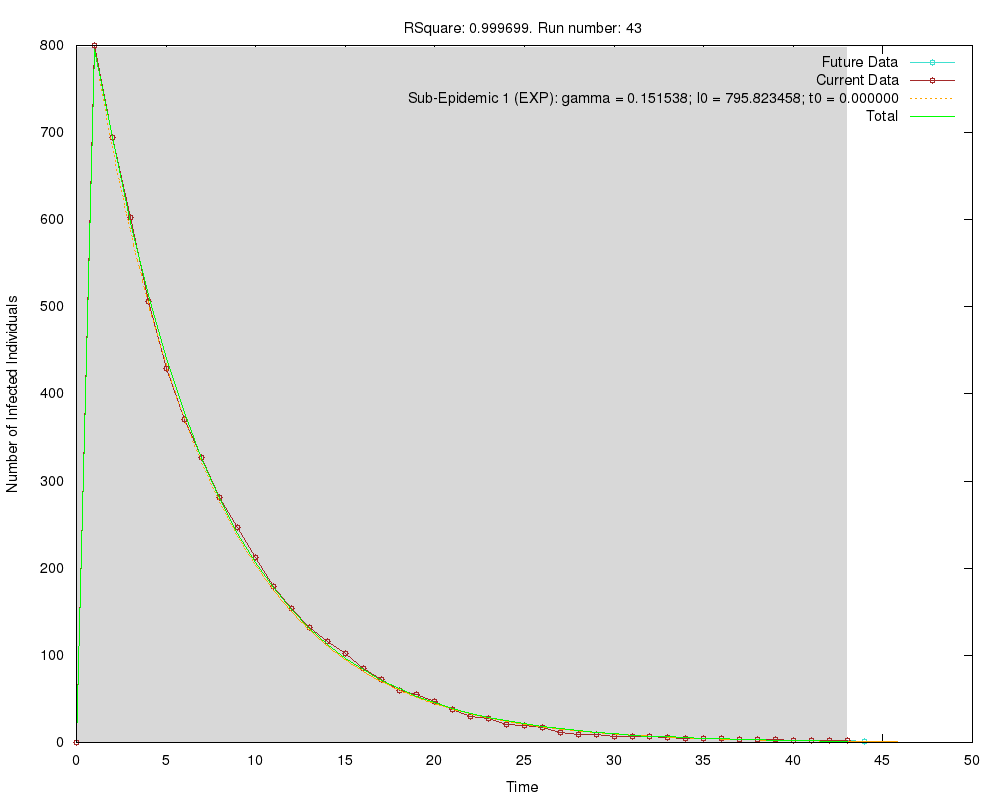 RSquare: 0.999699. Run number: 43
Future Data
Current Data
Sub-Epidemic 1 (EXP): gamma = 0.151538; I0 = 795.823458; t0 = 0.000000
Total
800
700
600
500
400
300
200
100
0
Number of Infected Individuals
0 5 10 15 20 25 30 35 40 45 50
Time